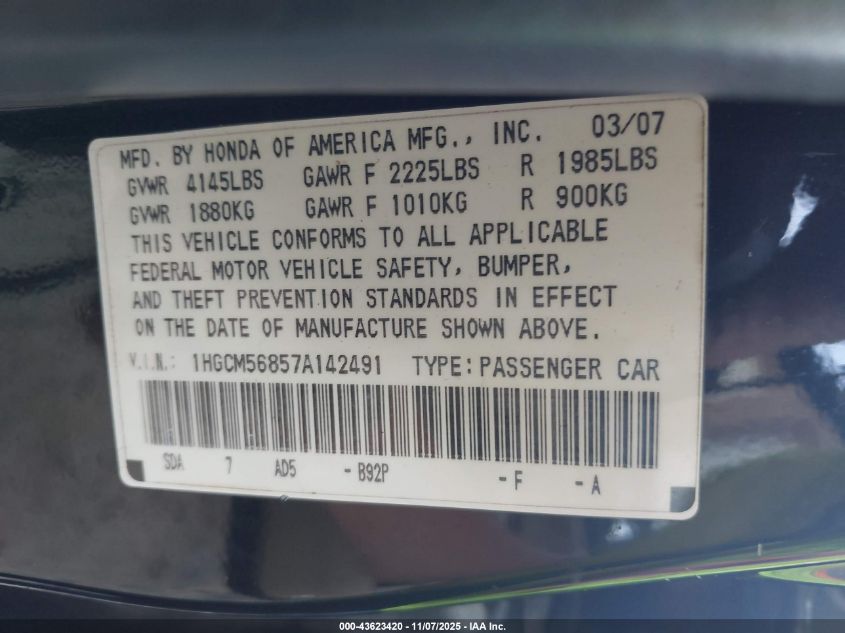 MFD. BY HONDA OF AMERICA MFG., INC. 03/07
GVWR 4145LBS GAWR F 2225LBS R 1985LBS
GVWR 1880KG GAWR F 1010KG R 900KG
THIS VEHICLE CONFORMS TO ALL APPLICABLE
FEDERAL MOTOR VEHICLE SAFETY, BUMPER,
AND THEFT PREVENTION STANDARDS IN EFFECT
ON THE DATE OF MANUFACTURE SHOWN ABOVE.
V.I.N.: 1HGCM56857A142491 TYPE: PASSENGER CAR
SDA 7 AD5 - B92P - F - A
000-43623420 - 11/07/2025 - IAA Inc.